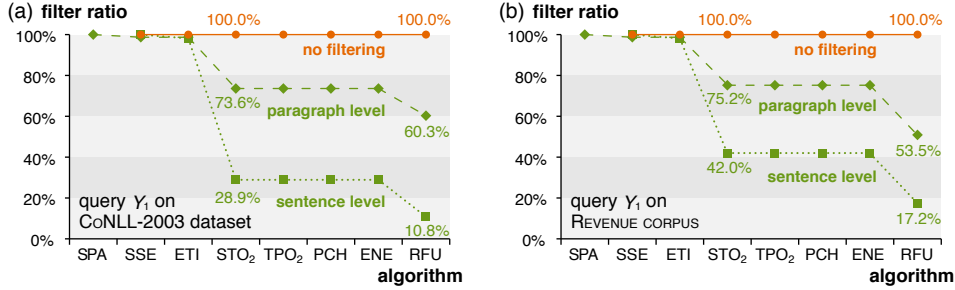 (a) filter ratio
100.0%
100.0%
100%
no filtering
80%
73.6%
paragraph level
60%
60.3%
40%
28.9%
sentence level
20%
query Y1 on
CoNLL-2003 dataset
10.8%
0%
SPA SSE ETI STO2 TPO2 PCH ENE RFU
algorithm
(b) filter ratio
100.0%
100.0%
100%
no filtering
80%
75.2%
paragraph level
60%
53.5%
40%
42.0%
sentence level
20%
17.2%
query Y1 on
REVENUE CORPUS
0%
SPA SSE ETI STO2 TPO2 PCH ENE RFU
algorithm